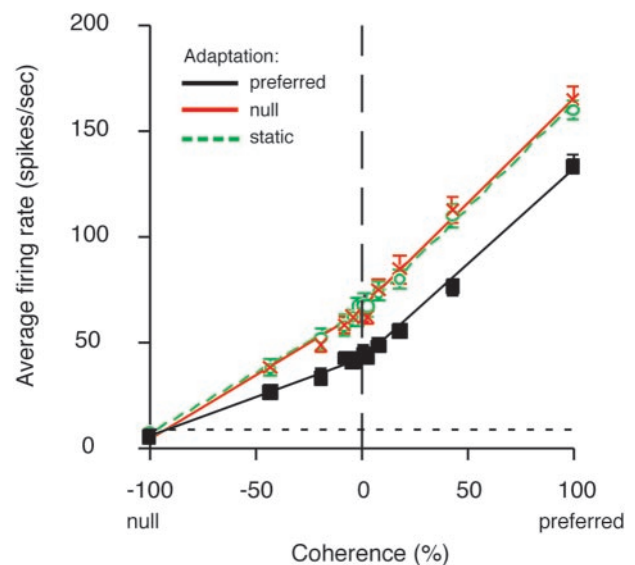 200
Adaptation:
preferred
null
static
150
100
50
0
Average firing rate (spikes/sec)
-100 -50 0 50 100
null preferred
Coherence (%)